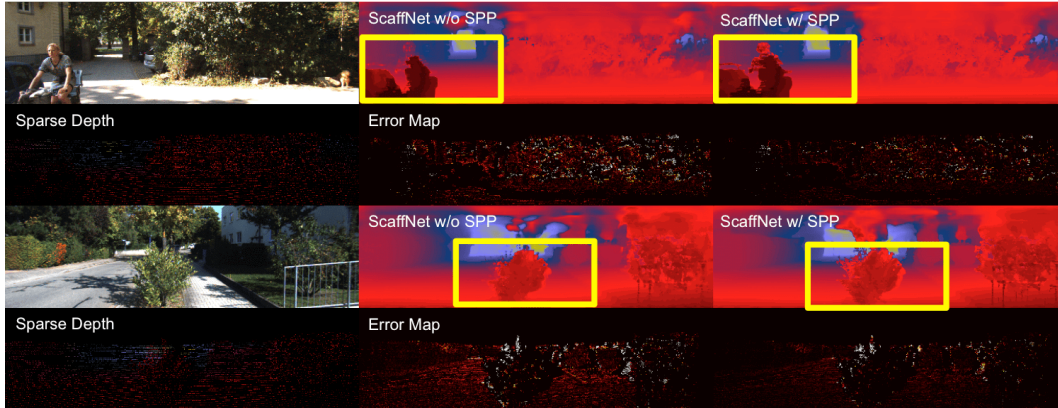 ScaffNet w/o SPP
ScaffNet w/ SPP
Sparse Depth
Error Map
ScaffNet w/o SPP
ScaffNet w/ SPP
Sparse Depth
Error Map